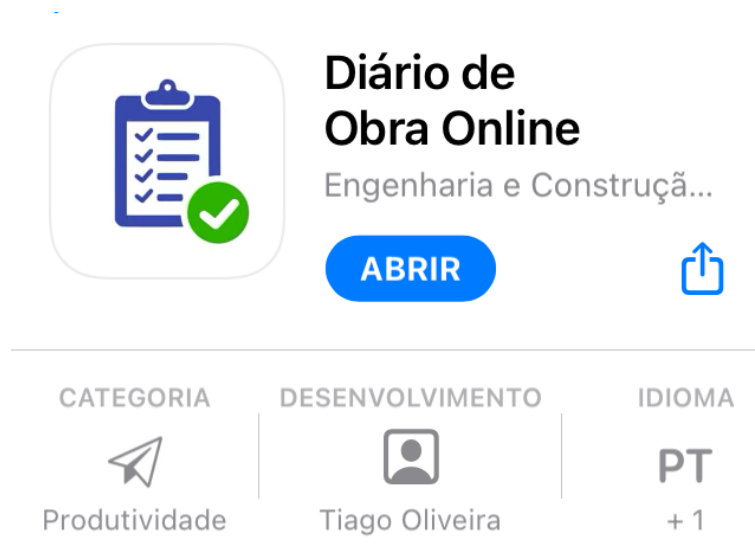 Diário de
Obra Online
Engenharia e Construçã...
ABRIR
CATEGORIA DESENVOLVIMENTO IDIOMA
PT
Produtividade Tiago Oliveira + 1